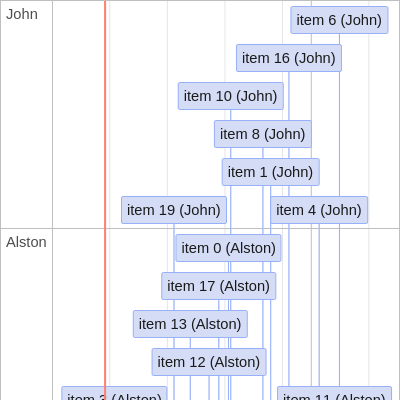 John
item 6 (John)
item 16 (John)
item 10 (John)
item 8 (John)
item 1 (John)
item 19 (John)
item 4 (John)
Alston
item 0 (Alston)
item 17 (Alston)
item 13 (Alston)
item 12 (Alston)
item 3 (Alston)
item 11 (Alston)